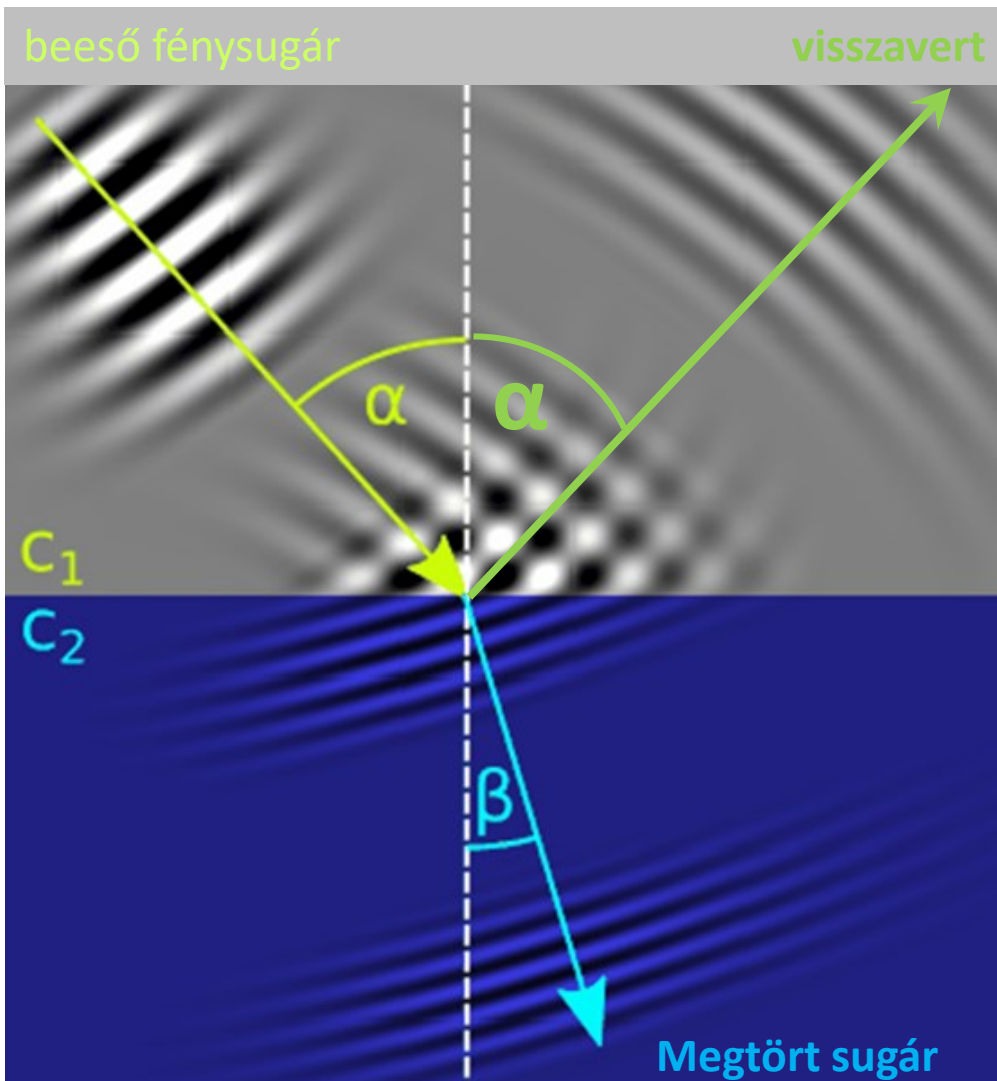 beeső fénysugár
visszavert
α
α
c₁
c₂
β
Megtört sugár